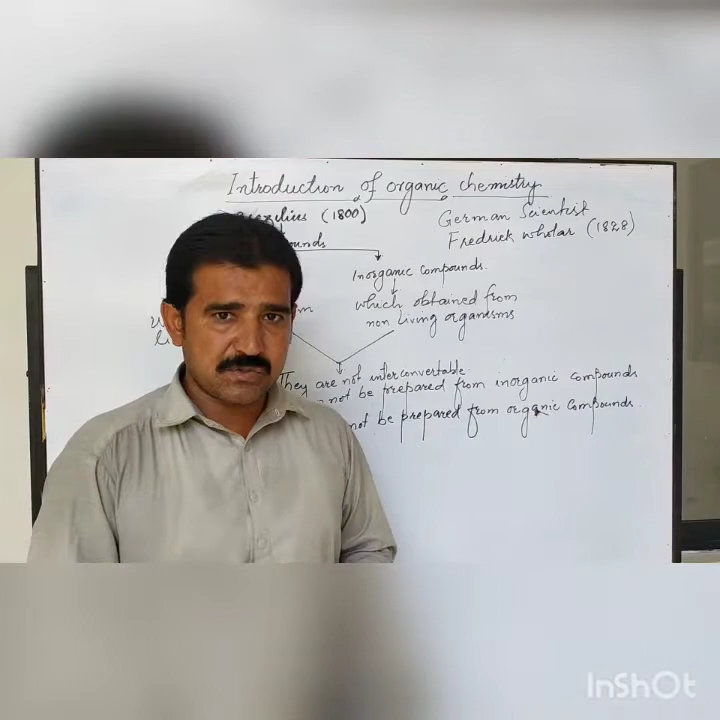 Introduction of organic chemistry
(1800)
German Scientist
Fredrick wholar (1828)
Inorganic compounds.
which obtained from
non living organisms
They are not interconvertable
not be prepared from inorganic compounds
not be prepared from organic compounds.
InShOt